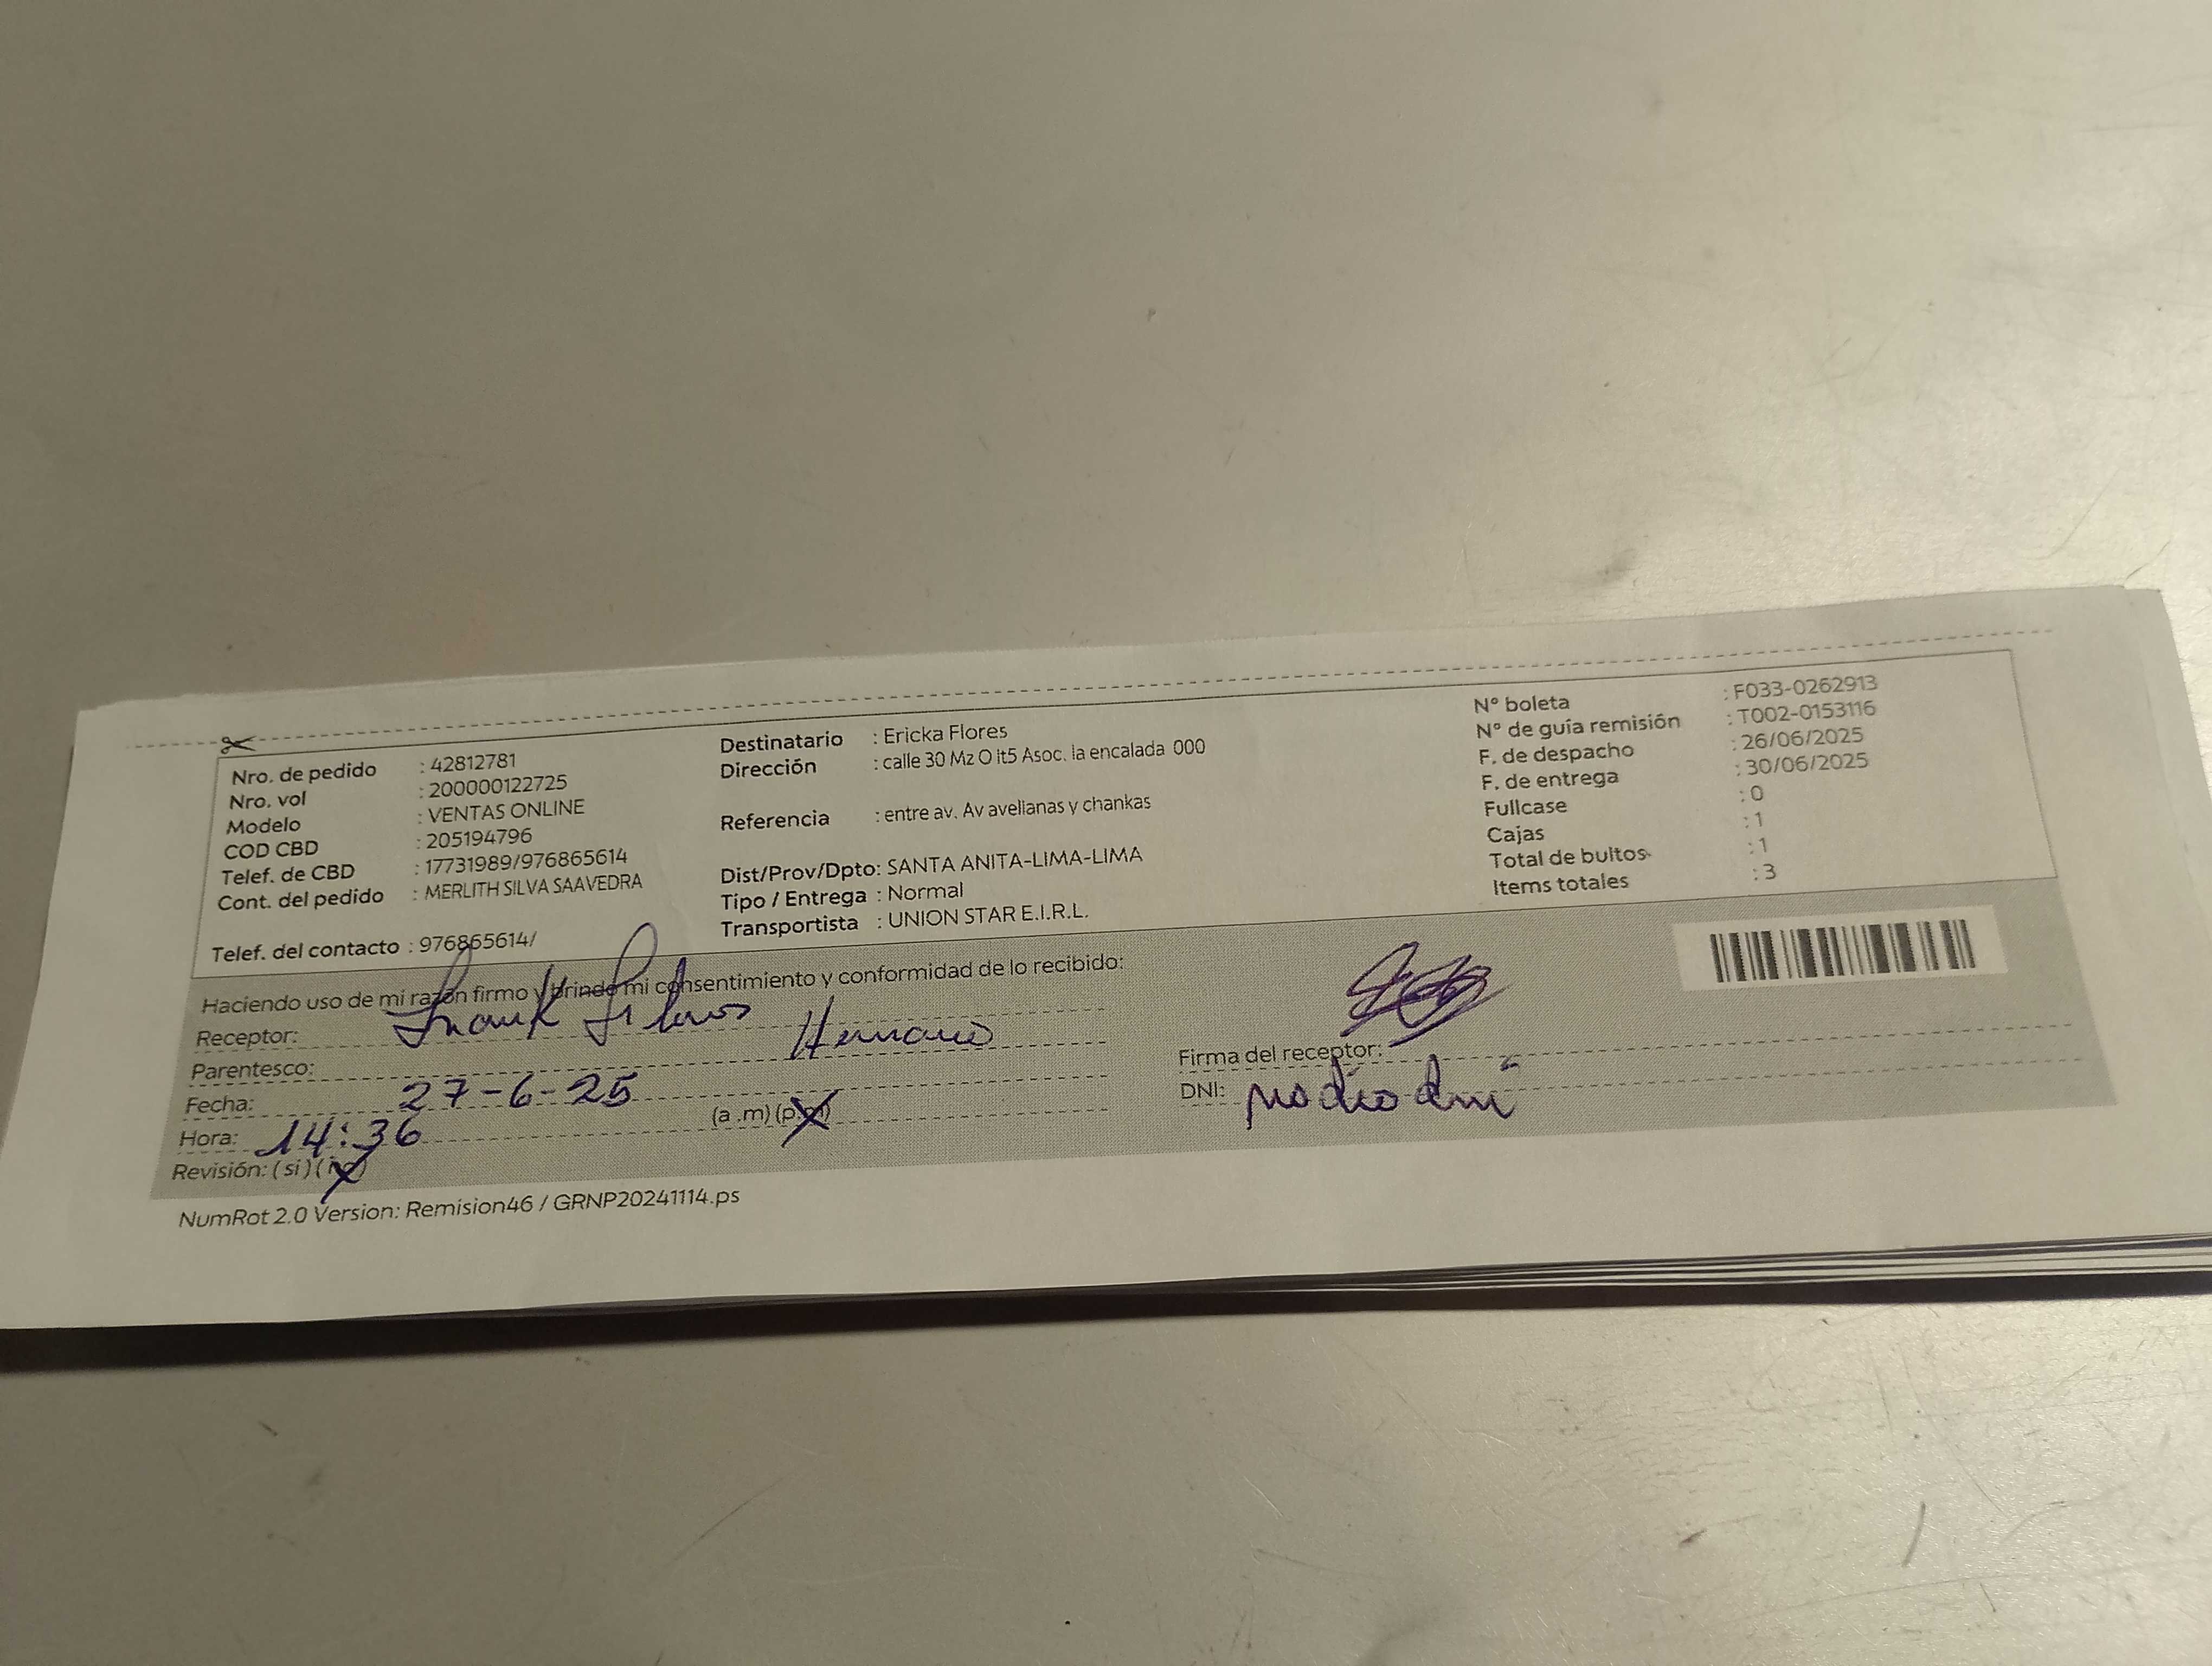 Nro. de pedido : 42812781
Nro. vol : 200000122725
Modelo : VENTAS ONLINE
COD CBD : 205194796
Telef. de CBD : 17731989/976865614
Cont. del pedido : MERLITH SILVA SAAVEDRA
Telef. del contacto : 976865614/
Destinatario : Ericka Flores
Dirección : calle 30 Mz O lt5 Asoc. la encalada 000
Referencia : entre av. Av avellanas y chankas
Dist/Prov/Dpto: SANTA ANITA-LIMA-LIMA
Tipo / Entrega : Normal
Transportista : UNION STAR E.I.R.L.
N° boleta : F033-0262913
N° de guía remisión : T002-0153116
F. de despacho : 26/06/2025
F. de entrega : 30/06/2025
Fullcase : 0
Cajas : 1
Total de bultos : 1
Items totales : 3
Haciendo uso de mi razón firmo y brindo mi consentimiento y conformidad de lo recibido:
Receptor: Frank
Parentesco: Hermano
Fecha: 27-6-25
Hora: 14:36 (a .m) (p.m)
Revisión: ( si ) ( no )
Firma del receptor:
DNI: no dio dni
NumRot 2.0 Version: Remision46 / GRNP20241114.ps